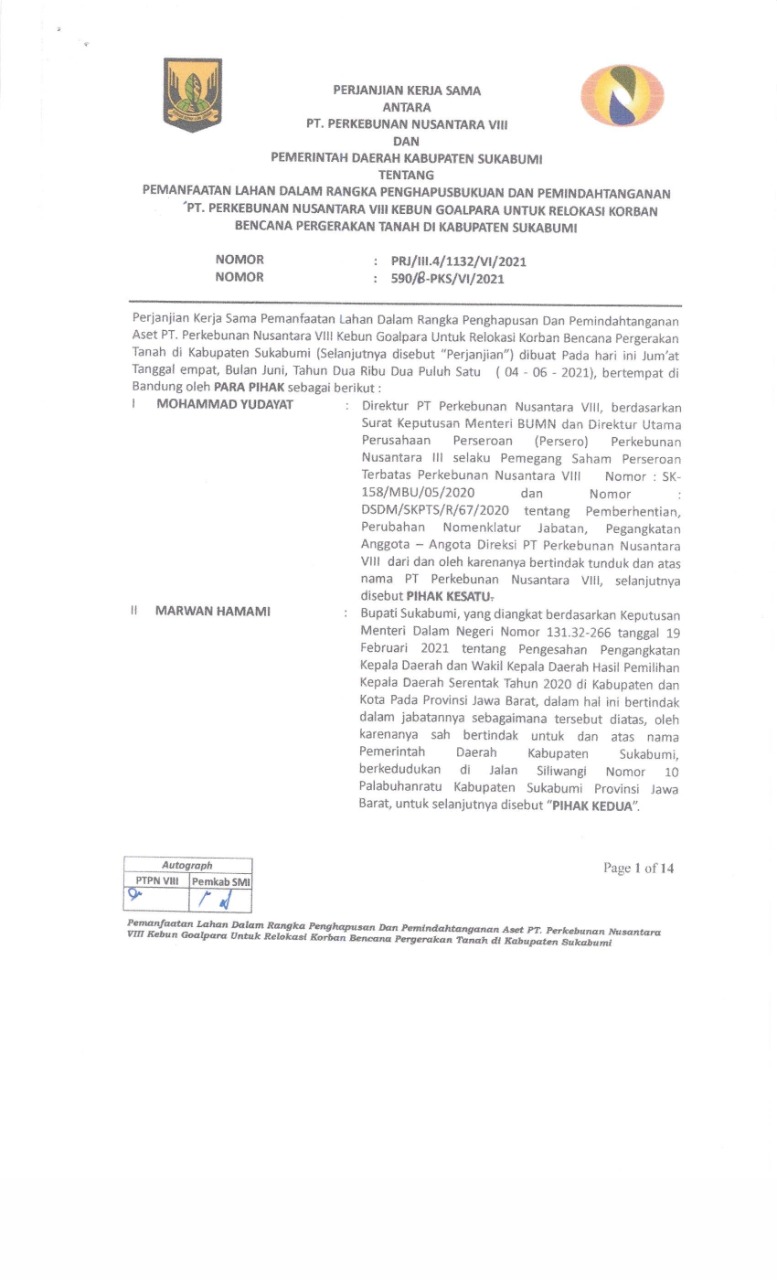 PERJANJIAN KERJA SAMA
ANTARA
PT. PERKEBUNAN NUSANTARA VIII
DAN
PEMERINTAH DAERAH KABUPATEN SUKABUMI
TENTANG
PEMANFAATAN LAHAN DALAM RANGKA PENGHAPUSBUKUAN DAN PEMINDAHTANGANAN
PT. PERKEBUNAN NUSANTARA VIII KEBUN GOALPARA UNTUK RELOKASI KORBAN
BENCANA PERGERAKAN TANAH DI KABUPATEN SUKABUMI
NOMOR : PRJ/III.4/1132/VI/2021
NOMOR : 590/ -PKS/VI/2021
Perjanjian Kerja Sama Pemanfaatan Lahan Dalam Rangka Penghapusan Dan Pemindahtanganan
Aset PT. Perkebunan Nusantara VIII Kebun Goalpara Untuk Relokasi Korban Bencana Pergerakan
Tanah di Kabupaten Sukabumi (Selanjutnya disebut "Perjanjian") dibuat Pada hari ini Jum'at
Tanggal empat, Bulan Juni, Tahun Dua Ribu Dua Puluh Satu ( 04 - 06 - 2021), bertempat di
Bandung oleh PARA PIHAK sebagai berikut :
I MOHAMMAD YUDAYAT : Direktur PT Perkebunan Nusantara VIII, berdasarkan
Surat Keputusan Menteri BUMN dan Direktur Utama
Perusahaan Perseroan (Persero) Perkebunan
Nusantara III selaku Pemegang Saham Perseroan
Terbatas Perkebunan Nusantara VIII Nomor : SK-
158/MBU/05/2020 dan Nomor :
DSDM/SKPTS/R/67/2020 tentang Pemberhentian,
Perubahan Nomenklatur Jabatan, Pegangkatan
Anggota – Angota Direksi PT Perkebunan Nusantara
VIII dari dan oleh karenanya bertindak tunduk dan atas
nama PT Perkebunan Nusantara VIII, selanjutnya
disebut PIHAK KESATU.
II MARWAN HAMAMI : Bupati Sukabumi, yang diangkat berdasarkan Keputusan
Menteri Dalam Negeri Nomor 131.32-266 tanggal 19
Februari 2021 tentang Pengesahan Pengangkatan
Kepala Daerah dan Wakil Kepala Daerah Hasil Pemilihan
Kepala Daerah Serentak Tahun 2020 di Kabupaten dan
Kota Pada Provinsi Jawa Barat, dalam hal ini bertindak
dalam jabatannya sebagaimana tersebut diatas, oleh
karenanya sah bertindak untuk dan atas nama
Pemerintah Daerah Kabupaten Sukabumi,
berkedudukan di Jalan Siliwangi Nomor 10
Palabuhanratu Kabupaten Sukabumi Provinsi Jawa
Barat, untuk selanjutnya disebut "PIHAK KEDUA".
Autograph
PTPN VIII Pemkab SMI
Page 1 of 14
Pemanfaatan Lahan Dalam Rangka Penghapusan Dan Pemindahtanganan Aset PT. Perkebunan Nusantara
VIII Kebun Goalpara Untuk Relokasi Korban Bencana Pergerakan Tanah di Kabupaten Sukabumi